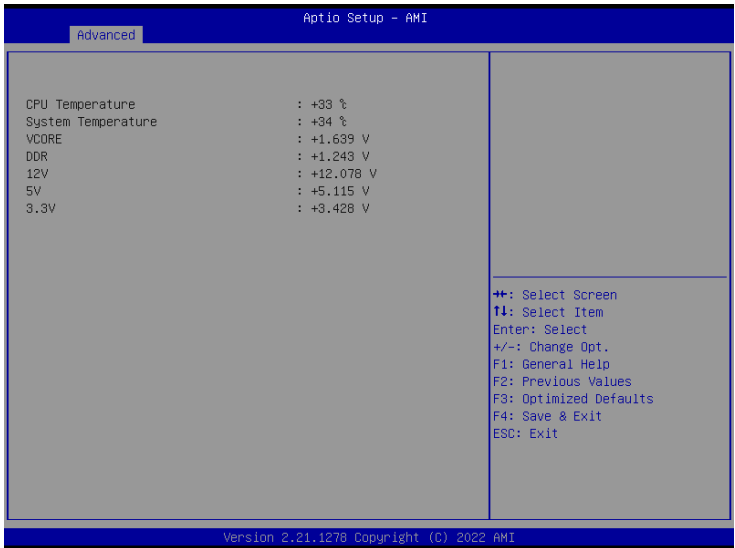 Aptio Setup – AMI
Advanced
CPU Temperature : +33 ℃
System Temperature : +34 ℃
VCORE : +1.639 V
DDR : +1.243 V
12V : +12.078 V
5V : +5.115 V
3.3V : +3.428 V
→←: Select Screen
↑↓: Select Item
Enter: Select
+/-: Change Opt.
F1: General Help
F2: Previous Values
F3: Optimized Defaults
F4: Save & Exit
ESC: Exit
Version 2.21.1278 Copyright (C) 2022 AMI